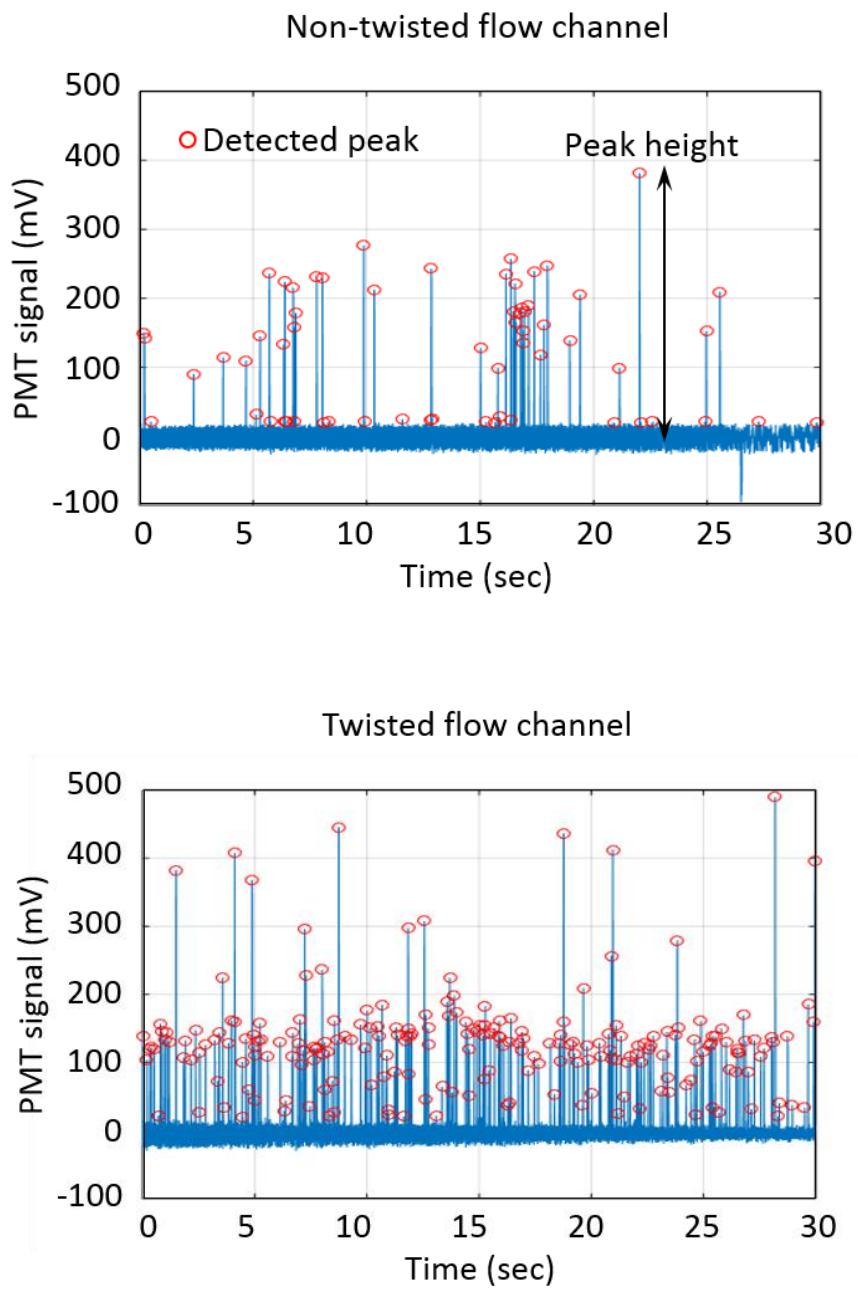 Non-twisted flow channel
500
400
300
200
100
0
-100
PMT signal (mV)
Detected peak
Peak height
0 5 10 15 20 25 30
Time (sec)
Twisted flow channel
500
400
300
200
100
0
-100
PMT signal (mV)
0 5 10 15 20 25 30
Time (sec)